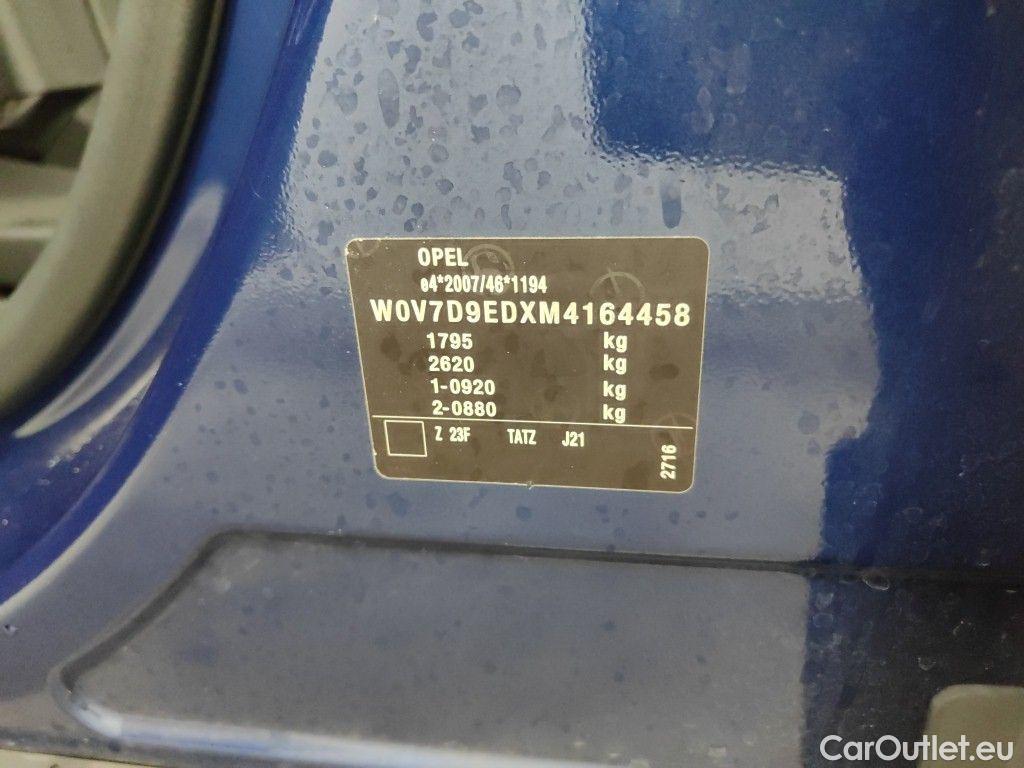 OPEL
e4*2007/46*1194
W0V7D9EDXM4164458
1795 kg
2620 kg
1-0920 kg
2-0880 kg
Z 23F TATZ J21
2716
CarOutlet.eu